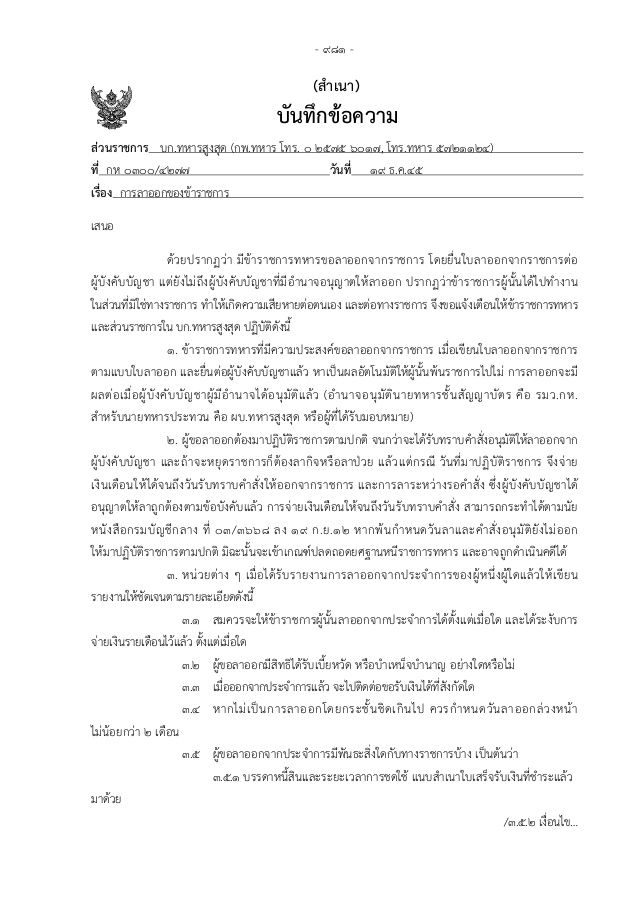 - ๙๘๑ -
(สำเนา)
บันทึกข้อความ
ส่วนราชการ บก.ทหารสูงสุด (กพ.ทหาร โทร. ๐ ๒๕๗๕ ๖๐๑๗, โทร.ทหาร ๕๗๒๑๑๒๔)
ที่ กห ๐๓๐๐/๔๒๗๗ วันที่ ๑๙ ธ.ค.๔๕
เรื่อง การลาออกของข้าราชการ
เสนอ
ด้วยปรากฏว่า มีข้าราชการทหารขอลาออกจากราชการ โดยยื่นใบลาออกจากราชการต่อ
ผู้บังคับบัญชา แต่ยังไม่ถึงผู้บังคับบัญชาที่มีอำนาจอนุญาตให้ลาออก ปรากฏว่าข้าราชการผู้นั้นได้ไปทำงาน
ในส่วนที่มิใช่ทางราชการ ทำให้เกิดความเสียหายต่อตนเอง และต่อทางราชการ จึงขอแจ้งเตือนให้ข้าราชการทหาร
และส่วนราชการใน บก.ทหารสูงสุด ปฏิบัติดังนี้
๑. ข้าราชการทหารที่มีความประสงค์ขอลาออกจากราชการ เมื่อเขียนใบลาออกจากราชการ
ตามแบบใบลาออก และยื่นต่อผู้บังคับบัญชาแล้ว หาเป็นผลอัตโนมัติให้ผู้นั้นพ้นราชการไปไม่ การลาออกจะมี
ผลต่อเมื่อผู้บังคับบัญชาผู้มีอำนาจได้อนุมัติแล้ว (อำนาจอนุมัตินายทหารชั้นสัญญาบัตร คือ รมว.กห.
สำหรับนายทหารประทวน คือ ผบ.ทหารสูงสุด หรือผู้ที่ได้รับมอบหมาย)
๒. ผู้ขอลาออกต้องมาปฏิบัติราชการตามปกติ จนกว่าจะได้รับทราบคำสั่งอนุมัติให้ลาออกจาก
ผู้บังคับบัญชา และถ้าจะหยุดราชการก็ต้องลากิจหรือลาป่วย แล้วแต่กรณี วันที่มาปฏิบัติราชการ จึงจ่าย
เงินเดือนให้ได้จนถึงวันรับทราบคำสั่งให้ออกจากราชการ และการลาระหว่างรอคำสั่ง ซึ่งผู้บังคับบัญชาได้
อนุญาตให้ลาถูกต้องตามข้อบังคับแล้ว การจ่ายเงินเดือนให้จนถึงวันรับทราบคำสั่ง สามารถกระทำได้ตามนัย
หนังสือกรมบัญชีกลาง ที่ ๐๓/๓๖๖๘ ลง ๑๙ ก.ย.๑๒ หากพ้นกำหนดวันลาและคำสั่งอนุมัติยังไม่ออก
ให้มาปฏิบัติราชการตามปกติ มิฉะนั้นจะเข้าเกณฑ์ปลดถอดยศฐานหนีราชการทหาร และอาจถูกดำเนินคดีได้
๓. หน่วยต่าง ๆ เมื่อได้รับรายงานการลาออกจากประจำการของผู้หนึ่งผู้ใดแล้วให้เขียน
รายงานให้ชัดเจนตามรายละเอียดดังนี้
๓.๑ สมควรจะให้ข้าราชการผู้นั้นลาออกจากประจำการได้ตั้งแต่เมื่อใด และได้ระงับการ
จ่ายเงินรายเดือนไว้แล้ว ตั้งแต่เมื่อใด
๓.๒ ผู้ขอลาออกมีสิทธิได้รับเบี้ยหวัด หรือบำเหน็จบำนาญ อย่างใดหรือไม่
๓.๓ เมื่อออกจากประจำการแล้ว จะไปติดต่อขอรับเงินได้ที่สังกัดใด
๓.๔ หากไม่เป็นการลาออกโดยกระชั้นชิดเกินไป ควรกำหนดวันลาออกล่วงหน้า
ไม่น้อยกว่า ๒ เดือน
๓.๕ ผู้ขอลาออกจากประจำการมีพันธะสิ่งใดกับทางราชการบ้าง เป็นต้นว่า
๓.๕.๑ บรรดาหนี้สินและระยะเวลาการชดใช้ แนบสำเนาใบเสร็จรับเงินที่ชำระแล้ว
มาด้วย
/๓.๕.๒ เงื่อนไข...